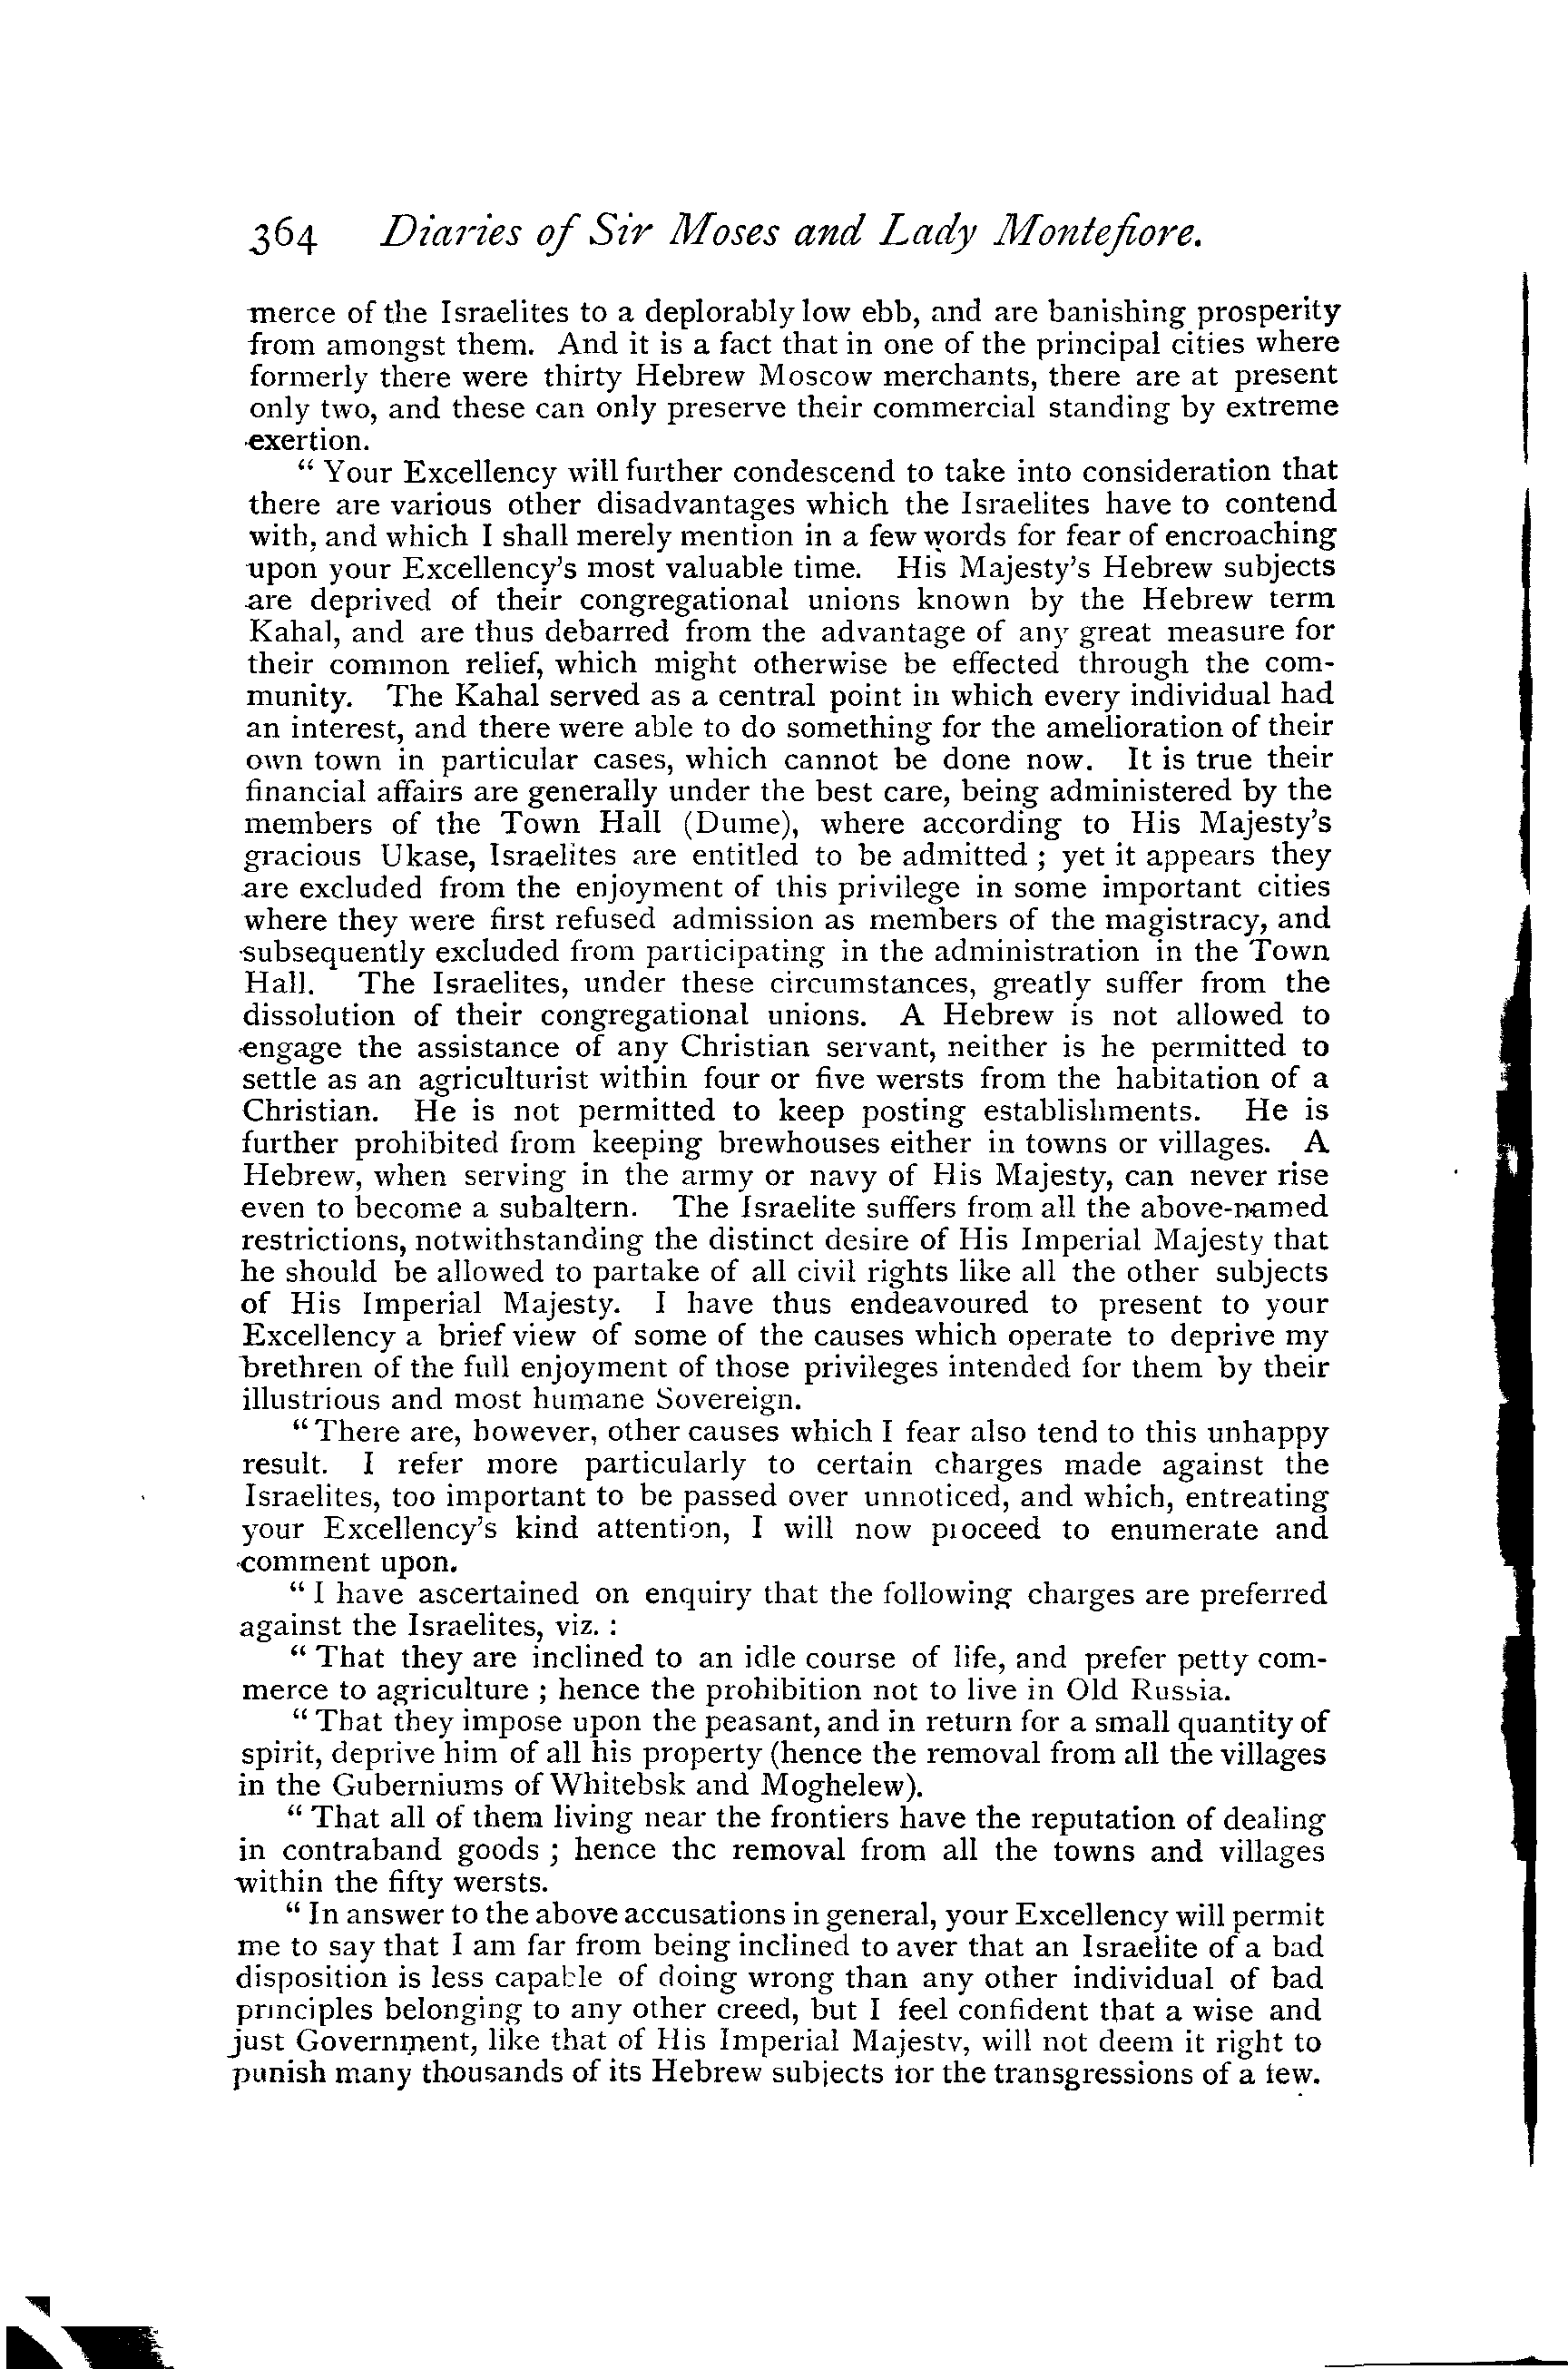 364 Diaries of Sir Moses and Lady Montefiore.
merce of the Israelites to a deplorably low ebb, and are banishing prosperity
from amongst them. And it is a fact that in one of the principal cities where
formerly there were thirty Hebrew Moscow merchants, there are at present
only two, and these can only preserve their commercial standing by extreme
exertion.
“ Your Excellency will further condescend to take into consideration that
there are various other disadvantages which the Israelites have to contend
with, and which I shall merely mention in a few words for fear of encroaching
upon your Excellency’s most valuable time. His Majesty’s Hebrew subjects
are deprived of their congregational unions known by the Hebrew term
Kahal, and are thus debarred from the advantage of any great measure for
their common relief, which might otherwise be effected through the com-
munity. The Kahal served as a central point in which every individual had
an interest, and there were able to do something for the amelioration of their
own town in particular cases, which cannot be done now. It is true their
financial affairs are generally under the best care, being administered by the
members of the Town Hall (Dume), where according to His Majesty’s
gracious Ukase, Israelites are entitled to be admitted ; yet it appears they
are excluded from the enjoyment of this privilege in some important cities
where they were first refused admission as members of the magistracy, and
subsequently excluded from participating in the administration in the Town
Hall. The Israelites, under these circumstances, greatly suffer from the
dissolution of their congregational unions. A Hebrew is not allowed to
engage the assistance of any Christian servant, neither is he permitted to
settle as an agriculturist within four or five wersts from the habitation of a
Christian. He is not permitted to keep posting establishments. He is
further prohibited from keeping brewhouses either in towns or villages. A
Hebrew, when serving in the army or navy of His Majesty, can never rise
even to become a subaltern. The Israelite suffers from all the above-named
restrictions, notwithstanding the distinct desire of His Imperial Majesty that
he should be allowed to partake of all civil rights like all the other subjects
of His Imperial Majesty. I have thus endeavoured to present to your
Excellency a brief view of some of the causes which operate to deprive my
brethren of the full enjoyment of those privileges intended for them by their
illustrious and most humane Sovereign.
“ There are, however, other causes which I fear also tend to this unhappy
result. I refer more particularly to certain charges made against the
Israelites, too important to be passed over unnoticed, and which, entreating
your Excellency’s kind attention, I will now proceed to enumerate and
comment upon.
“ I have ascertained on enquiry that the following charges are preferred
against the Israelites, viz. :
“ That they are inclined to an idle course of life, and prefer petty com-
merce to agriculture ; hence the prohibition not to live in Old Russia.
“ That they impose upon the peasant, and in return for a small quantity of
spirit, deprive him of all his property (hence the removal from all the villages
in the Guberniums of Whitebsk and Moghelew).
“ That all of them living near the frontiers have the reputation of dealing
in contraband goods ; hence the removal from all the towns and villages
within the fifty wersts.
“ In answer to the above accusations in general, your Excellency will permit
me to say that I am far from being inclined to aver that an Israelite of a bad
disposition is less capable of doing wrong than any other individual of bad
principles belonging to any other creed, but I feel confident that a wise and
just Government, like that of His Imperial Majesty, will not deem it right to
punish many thousands of its Hebrew subjects for the transgressions of a few.